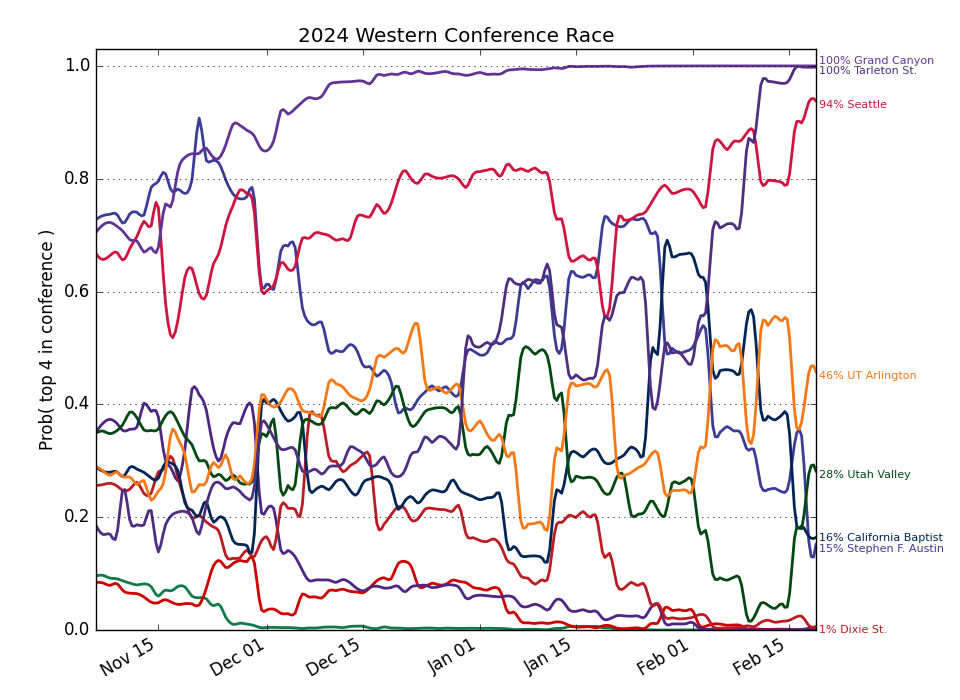 2024 Western Conference Race
Prob( top 4 in conference )
1.0
0.8
0.6
0.4
0.2
0.0
Nov 15
Dec 01
Dec 15
Jan 01
Jan 15
Feb 01
Feb 15
100% Grand Canyon
100% Tarleton St.
94% Seattle
46% UT Arlington
28% Utah Valley
16% California Baptist
15% Stephen F. Austin
1% Dixie St.